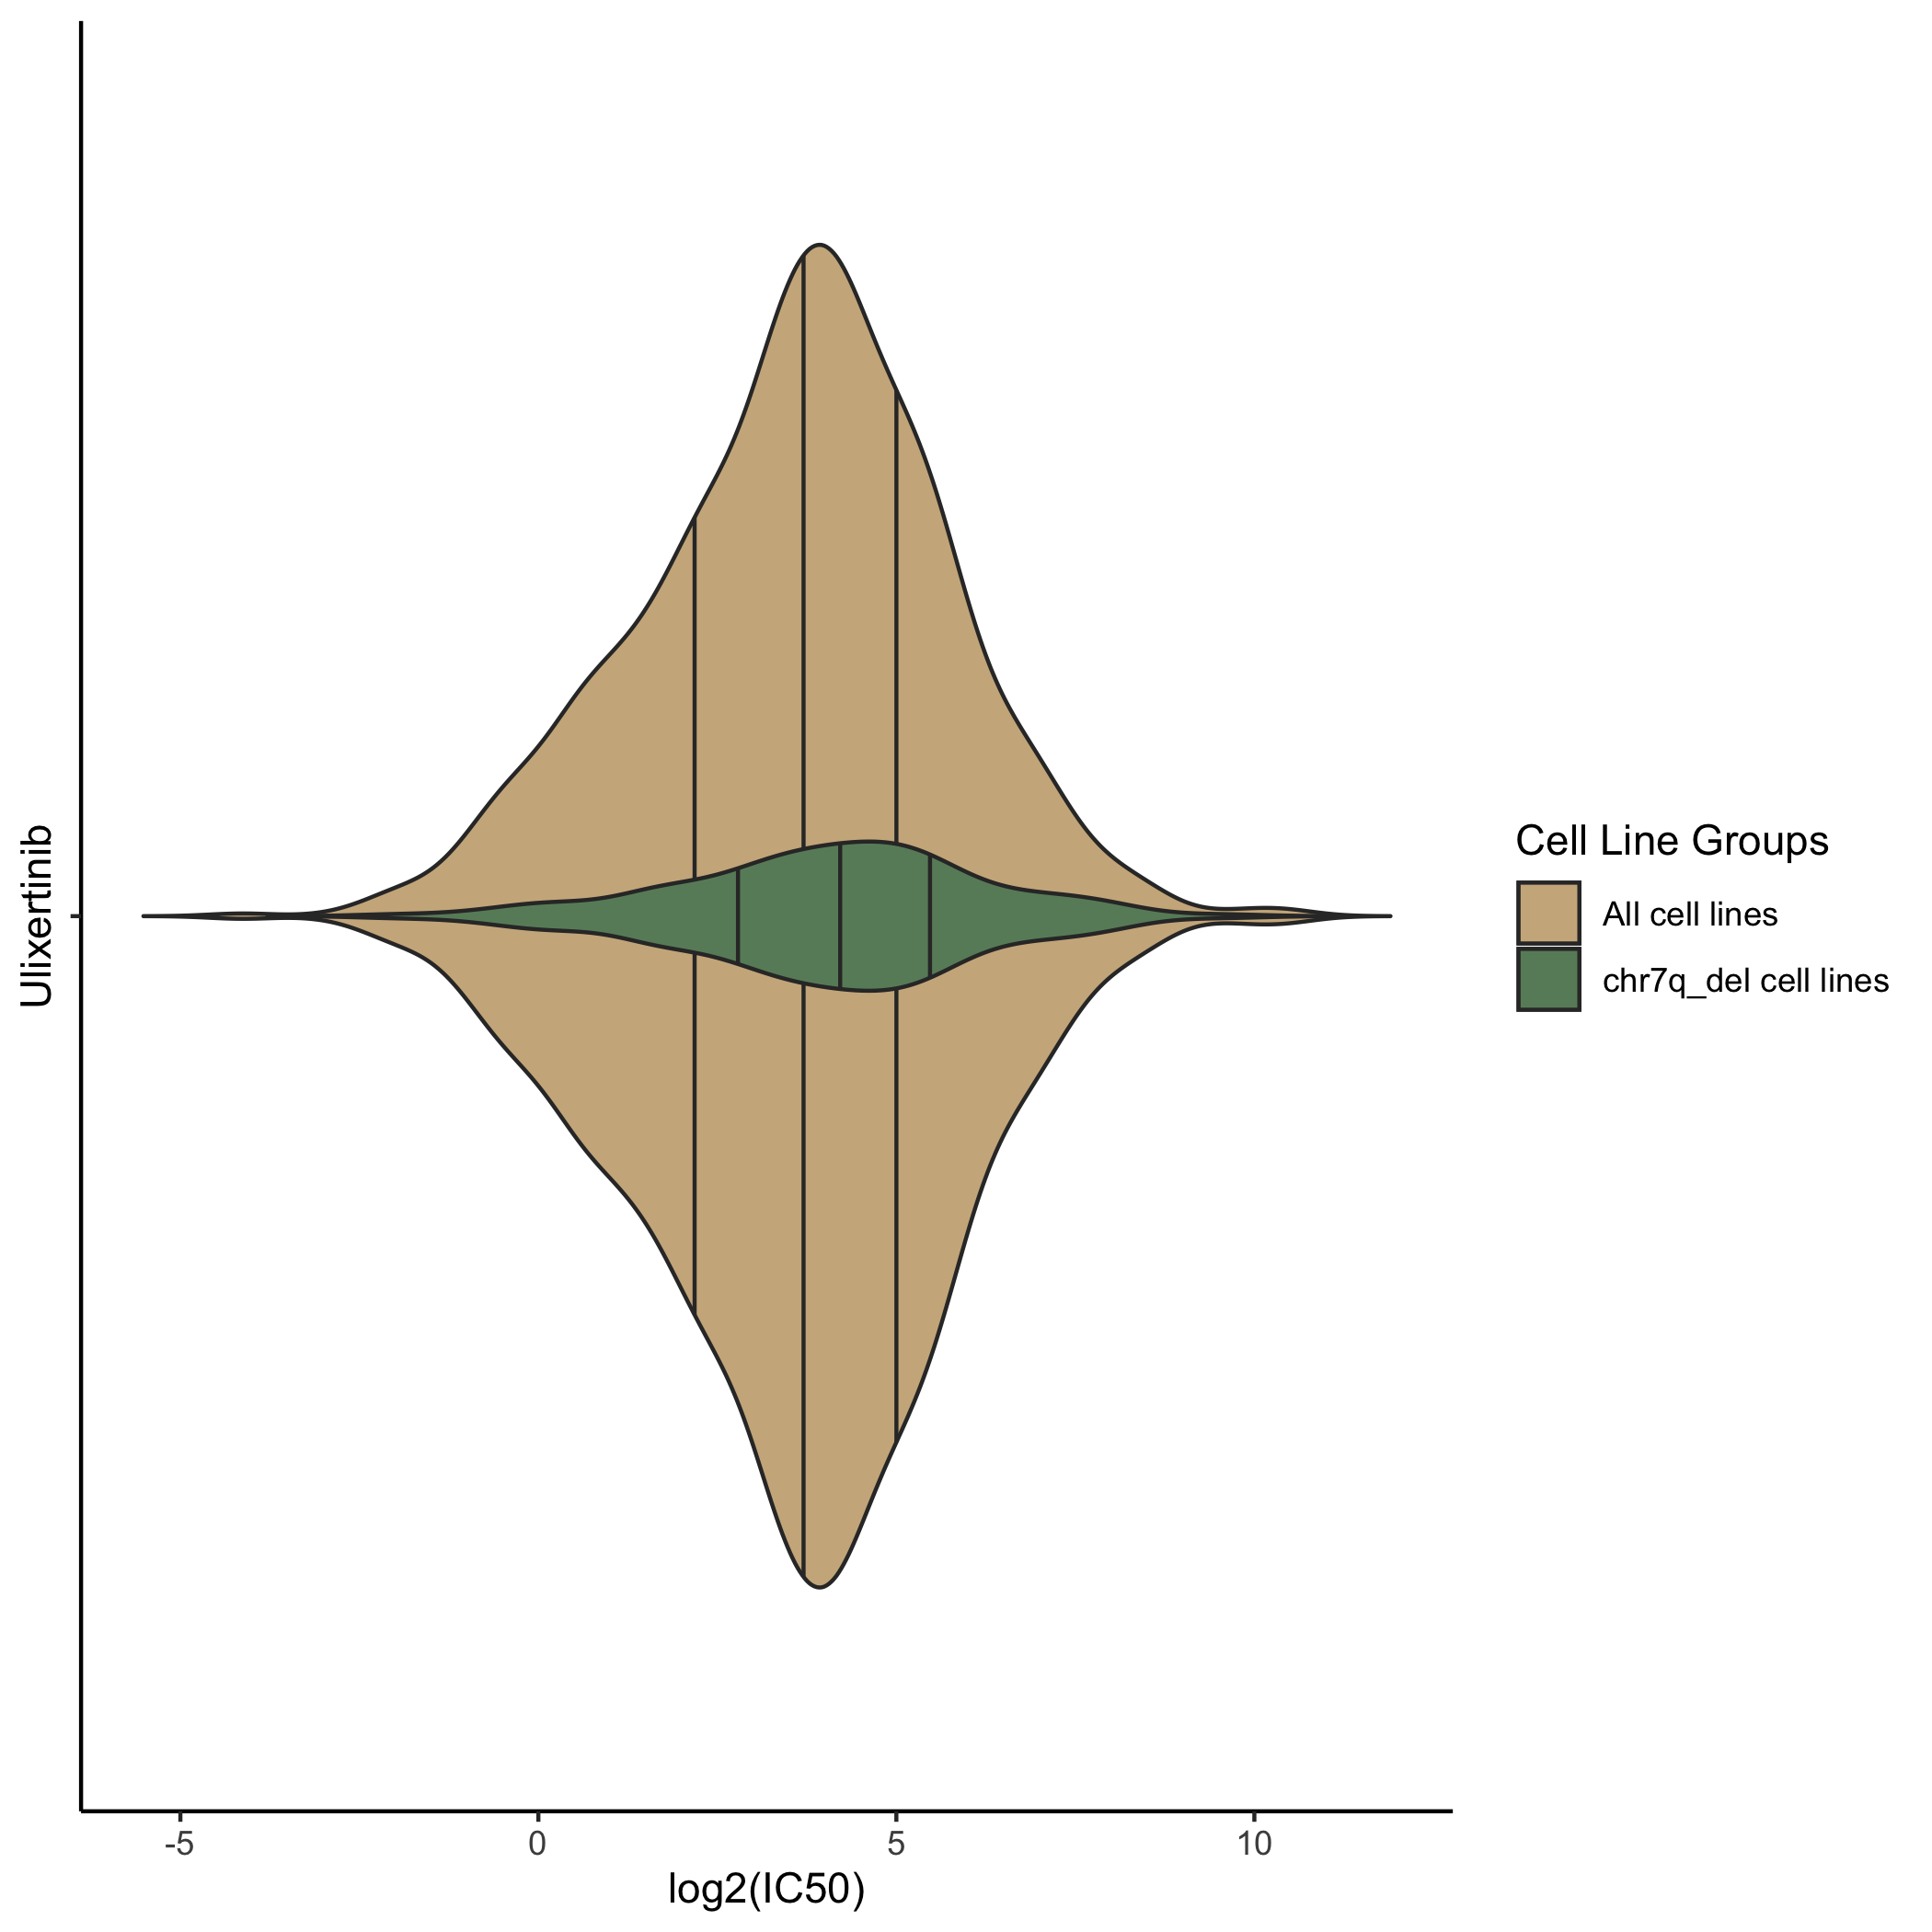 Ulixertinib
-5
0
5
10
log2(IC50)
Cell Line Groups
All cell lines
chr7q_del cell lines